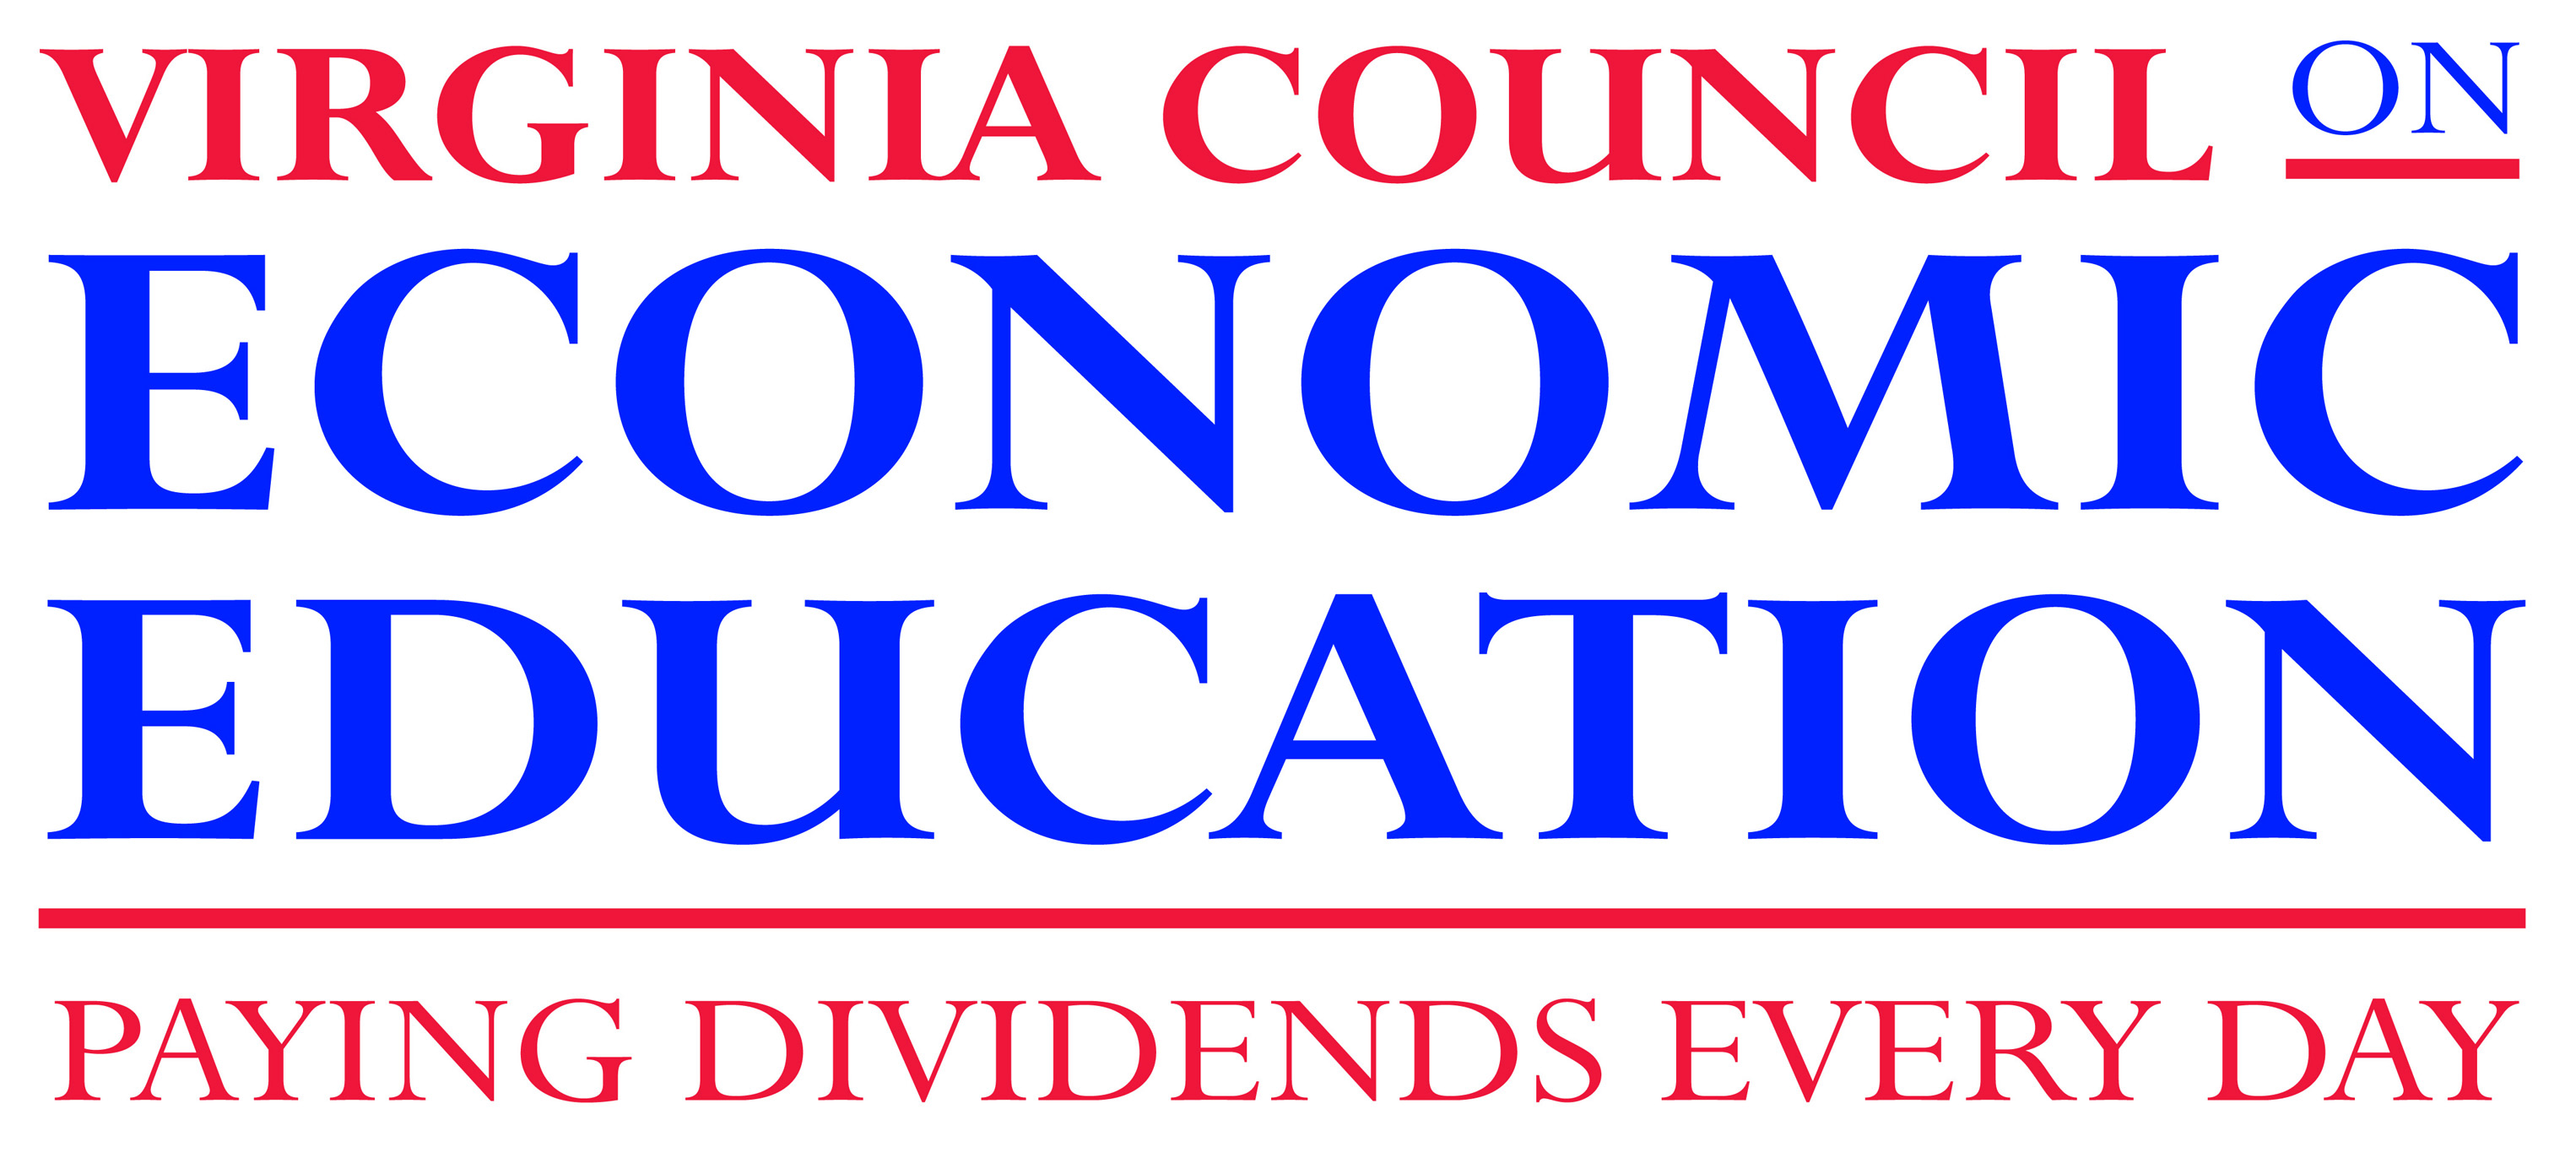 VIRGINIA COUNCIL ON
ECONOMIC
EDUCATION
PAYING DIVIDENDS EVERY DAY